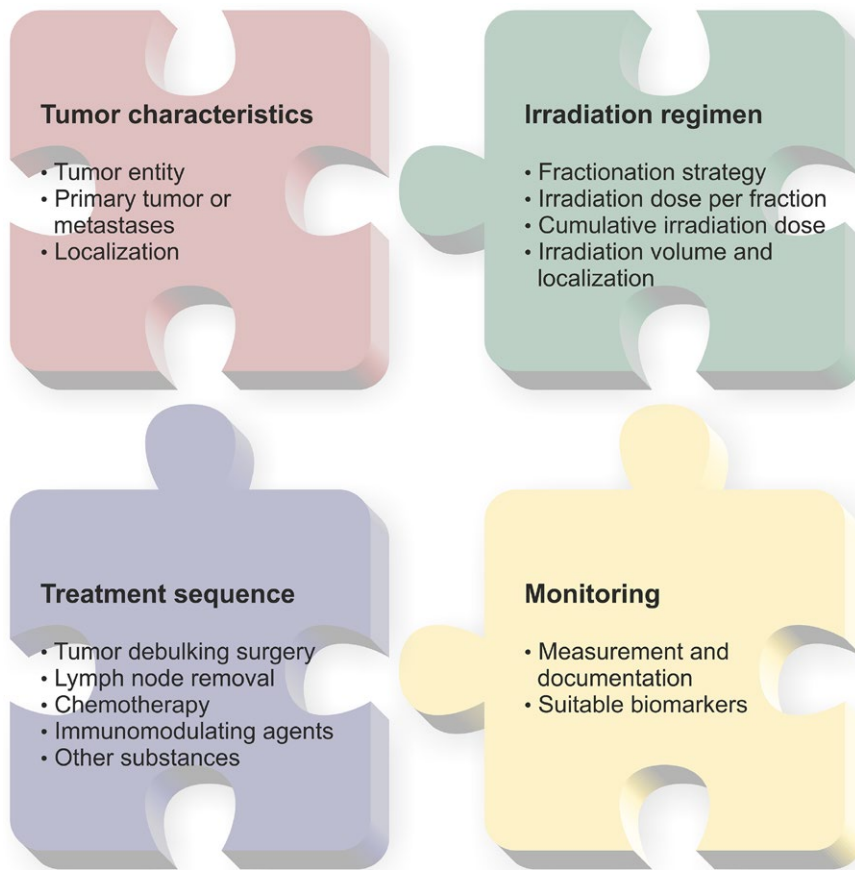 Tumor characteristics
• Tumor entity
• Primary tumor or
metastases
• Localization
Irradiation regimen
• Fractionation strategy
• Irradiation dose per fraction
• Cumulative irradiation dose
• Irradiation volume and
localization
Treatment sequence
• Tumor debulking surgery
• Lymph node removal
• Chemotherapy
• Immunomodulating agents
• Other substances
Monitoring
• Measurement and
documentation
• Suitable biomarkers